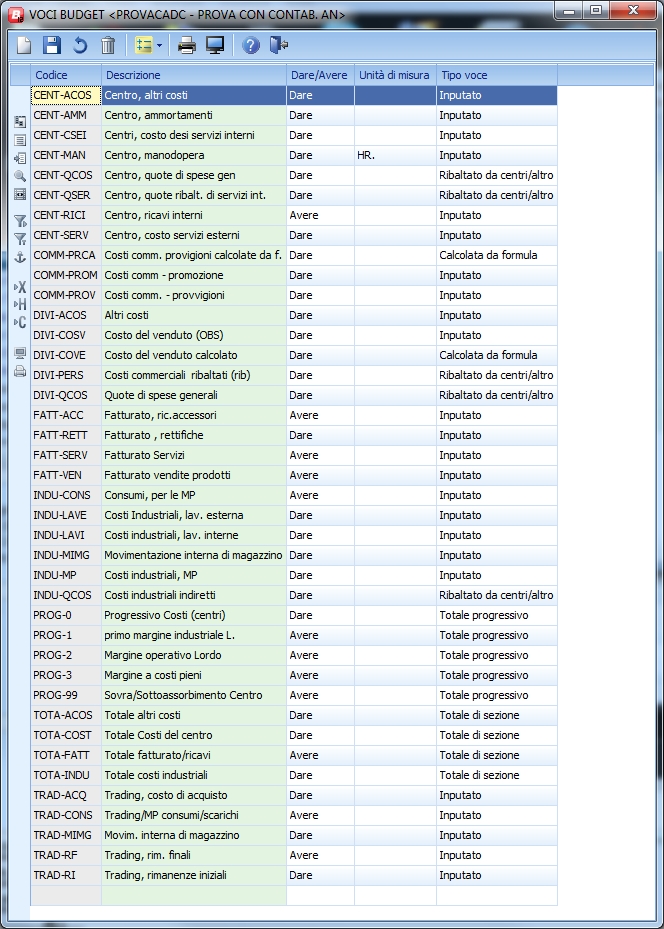 VOCI BUDGET <PROVACADC - PROVA CON CONTAB. AN>
Codice Descrizione Dare/Avere Unità di misura Tipo voce
CENT-ACOS Centro, altri costi Dare Inputato
CENT-AMM Centro, ammortamenti Dare Inputato
CENT-CSEI Centri, costo desi servizi interni Dare Inputato
CENT-MAN Centro, manodopera Dare HR. Inputato
CENT-QCOS Centro, quote di spese gen Dare Ribaltato da centri/altro
CENT-QSER Centro, quote ribalt. di servizi int. Dare Ribaltato da centri/altro
CENT-RICI Centro, ricavi interni Avere Inputato
CENT-SERV Centro, costo servizi esterni Dare Inputato
COMM-PRCA Costi comm. provigioni calcolate da f. Dare Calcolata da formula
COMM-PROM Costi comm - promozione Dare Inputato
COMM-PROV Costi comm. - provvigioni Dare Inputato
DIVI-ACOS Altri costi Dare Inputato
DIVI-COSV Costo del venduto (OBS) Dare Inputato
DIVI-COVE Costo del venduto calcolato Dare Calcolata da formula
DIVI-PERS Costi commerciali ribaltati (rib) Dare Ribaltato da centri/altro
DIVI-QCOS Quote di spese generali Dare Ribaltato da centri/altro
FATT-ACC Fatturato, ric.accessori Avere Inputato
FATT-RETT Fatturato , rettifiche Dare Inputato
FATT-SERV Fatturato Servizi Avere Inputato
FATT-VEN Fatturato vendite prodotti Avere Inputato
INDU-CONS Consumi, per le MP Avere Inputato
INDU-LAVE Costi Industriali, lav. esterna Dare Inputato
INDU-LAVI Costi industriali, lav. interne Dare Inputato
INDU-MIMG Movimentazione interna di magazzino Dare Inputato
INDU-MP Costi industriali, MP Dare Inputato
INDU-QCOS Costi industriali indiretti Dare Ribaltato da centri/altro
PROG-0 Progressivo Costi (centri) Dare Totale progressivo
PROG-1 primo margine industriale L. Avere Totale progressivo
PROG-2 Margine operativo Lordo Avere Totale progressivo
PROG-3 Margine a costi pieni Avere Totale progressivo
PROG-99 Sovra/Sottoassorbimento Centro Avere Totale progressivo
TOTA-ACOS Totale altri costi Dare Totale di sezione
TOTA-COST Totale Costi del centro Dare Totale di sezione
TOTA-FATT Totale fatturato/ricavi Avere Totale di sezione
TOTA-INDU Totale costi industriali Dare Totale di sezione
TRAD-ACQ Trading, costo di acquisto Dare Inputato
TRAD-CONS Trading/MP consumi/scarichi Avere Inputato
TRAD-MIMG Movim. interna di magazzino Dare Inputato
TRAD-RF Trading, rim. finali Avere Inputato
TRAD-RI Trading, rimanenze iniziali Dare Inputato